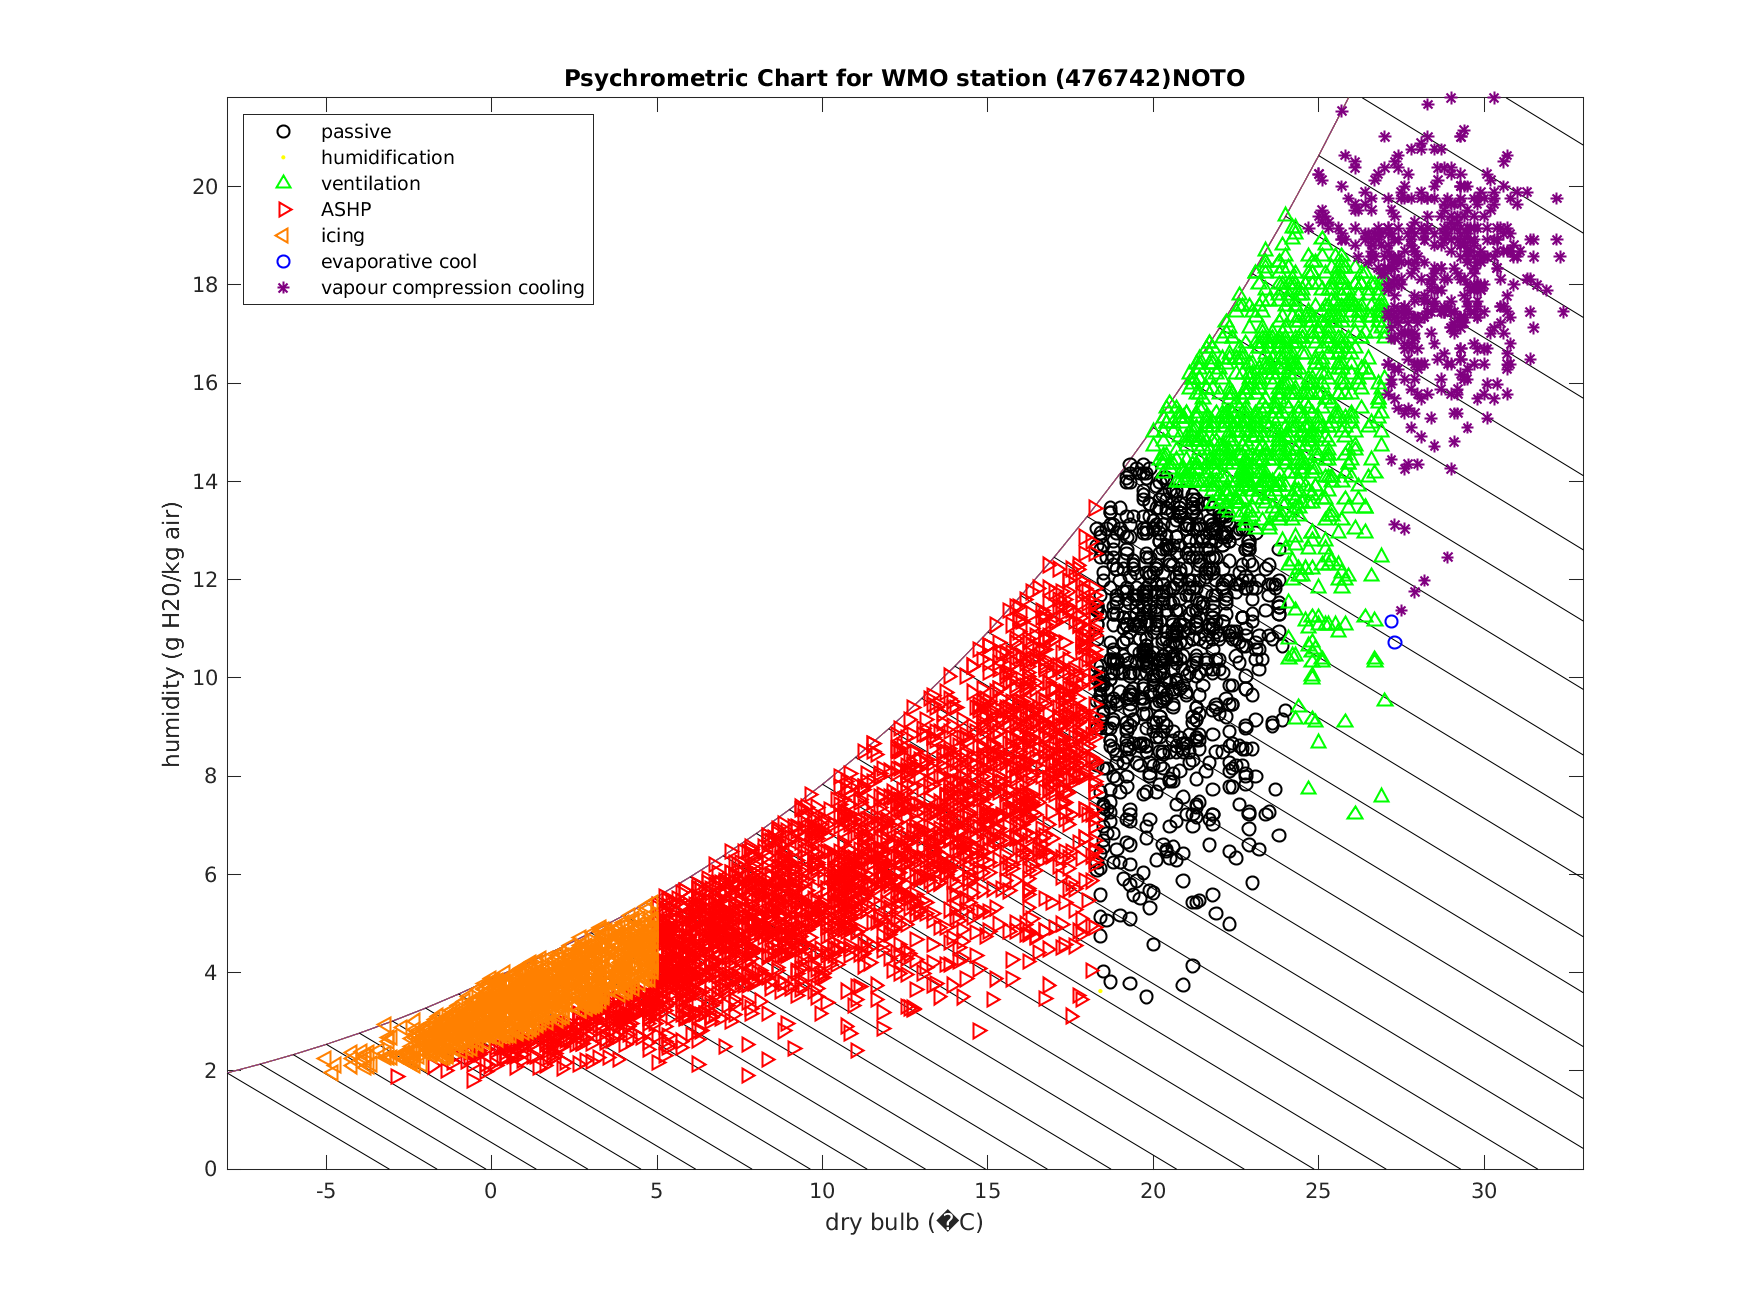 Psychrometric Chart for WMO station (476742)NOTO
passive
humidification
ventilation
ASHP
icing
evaporative cool
vapour compression cooling
humidity (g H20/kg air)
20
18
16
14
12
10
8
6
4
2
0
-5 0 5 10 15 20 25 30
dry bulb (�C)